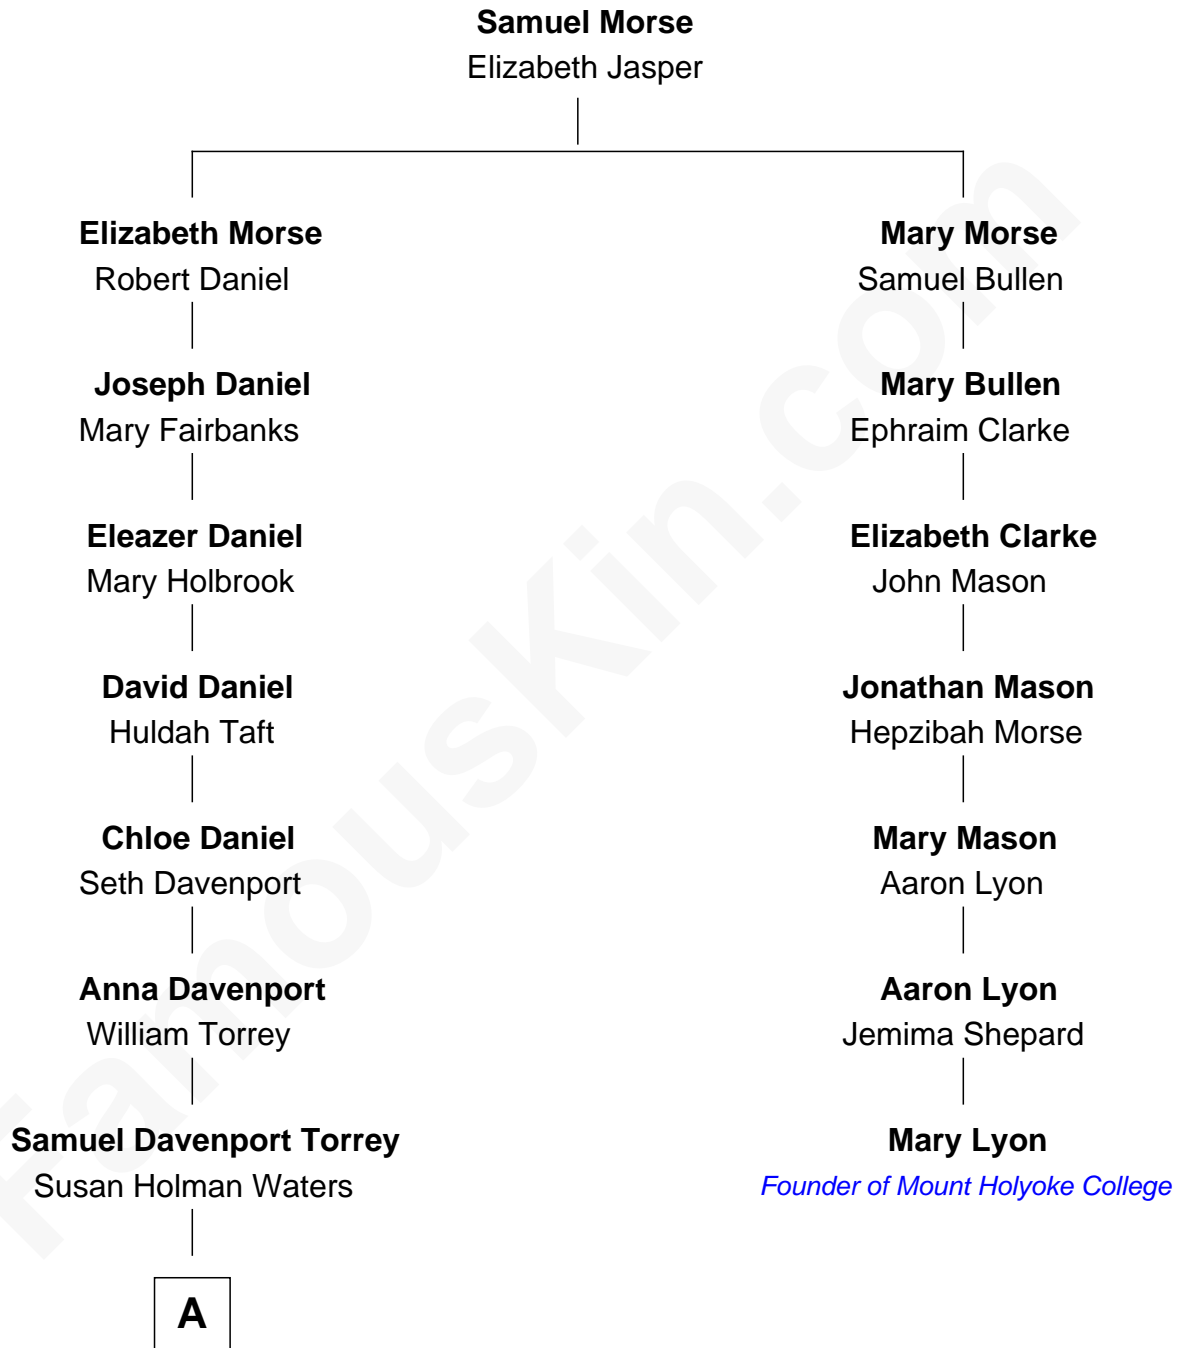 Samuel Morse
Elizabeth Jasper
Elizabeth Morse
Robert Daniel
Joseph Daniel
Mary Fairbanks
Eleazer Daniel
Mary Holbrook
David Daniel
Huldah Taft
Chloe Daniel
Seth Davenport
Anna Davenport
William Torrey
Samuel Davenport Torrey
Susan Holman Waters
A
Mary Morse
Samuel Bullen
Mary Bullen
Ephraim Clarke
Elizabeth Clarke
John Mason
Jonathan Mason
Hepzibah Morse
Mary Mason
Aaron Lyon
Aaron Lyon
Jemima Shepard
Mary Lyon
Founder of Mount Holyoke College
FamousKin.com